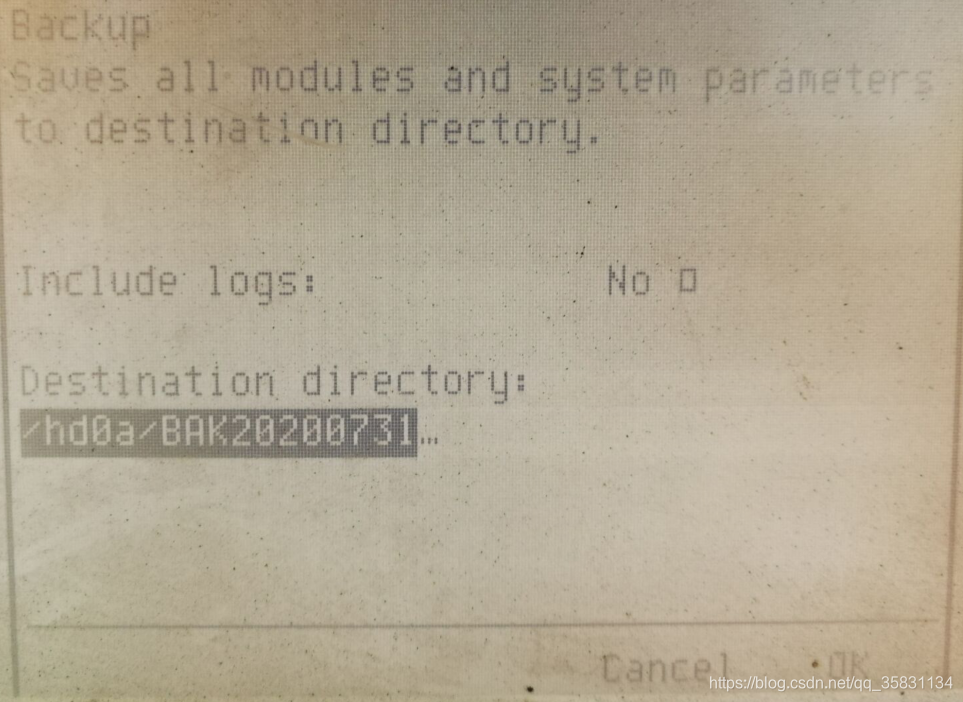 Backup
Saves all modules and system parameters
to destination directory.
Include logs: No
Destination directory:
/hd0a/BAK20200731...
Cancel OK
https://blog.csdn.net/qq_35831134